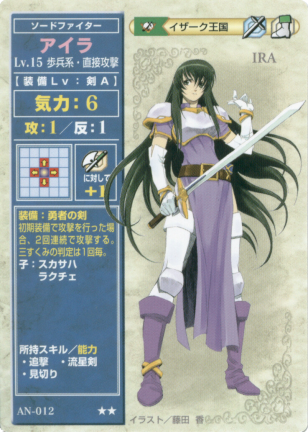 ソードファイター
アイラ
Lv.15 歩兵系・直接攻撃
【装備Lv：剣A】
気力：6
攻：1／反：1
に対して
+1
装備：勇者の剣
初期装備で攻撃を行った場
合、2回連続で攻撃する。
三すくみの判定は1回毎。
子：スカサハ
ラクチェ
所持スキル／能力
・追撃　・流星剣
・見切り
AN-012
★★
イザーク王国
IRA
イラスト／藤田　香